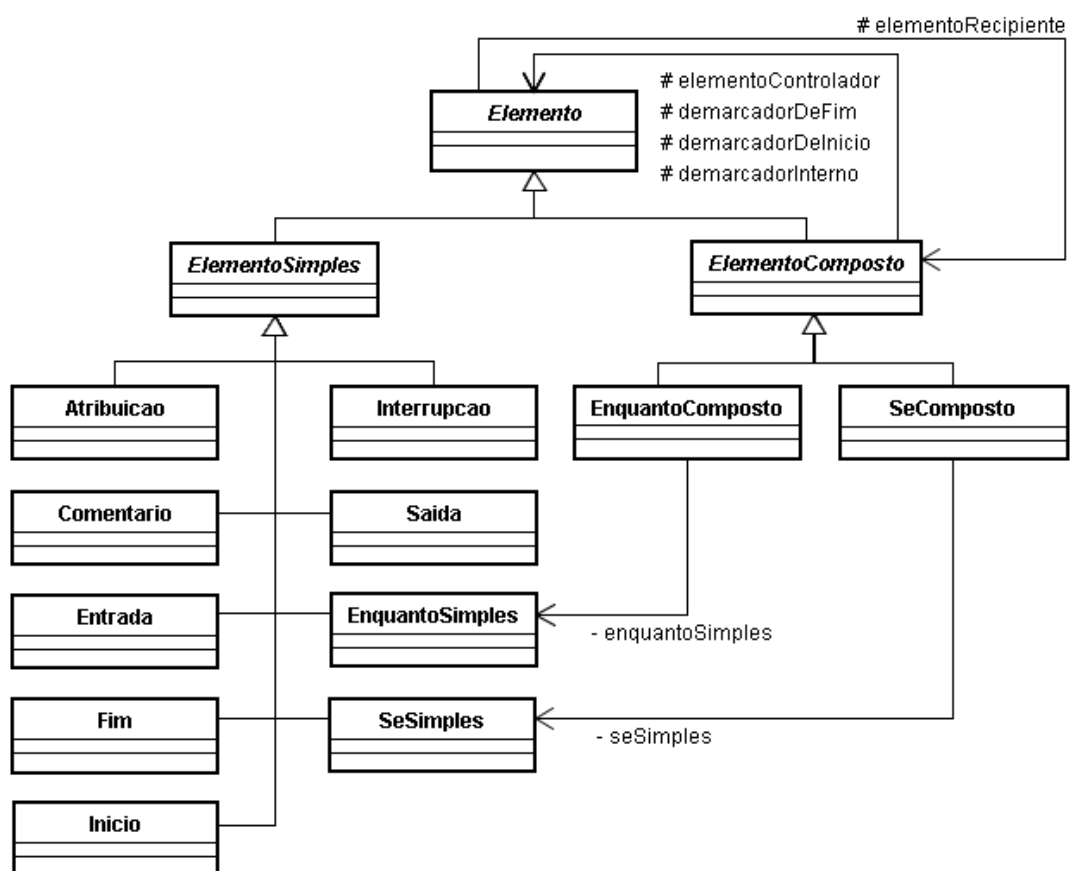 # elementoRecipiente
# elementoControlador
Elemento
# demarcadorDeFim
# demarcadorDeInicio
# demarcadorInterno
ElementoSimples
ElementoComposto
Atribuicao
Interrupcao
EnquantoComposto
SeComposto
Comentario
Saida
Entrada
EnquantoSimples
- enquantoSimples
Fim
SeSimples
- seSimples
Inicio